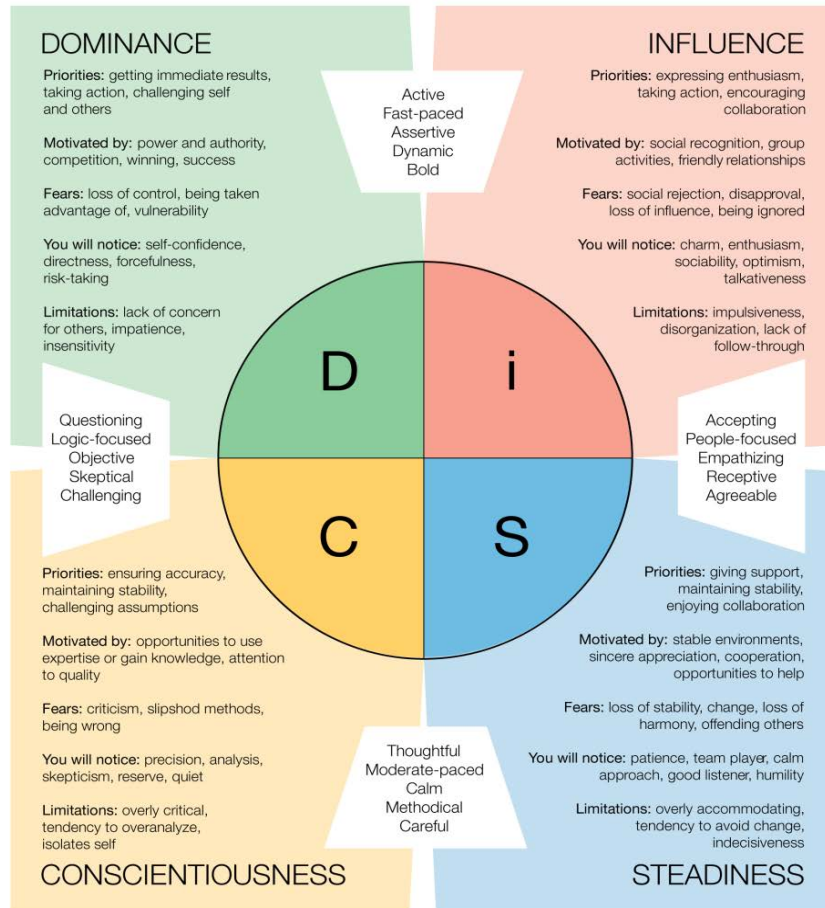 DOMINANCE
Priorities: getting immediate results,
taking action, challenging self
and others
Motivated by: power and authority,
competition, winning, success
Fears: loss of control, being taken
advantage of, vulnerability
You will notice: self-confidence,
directness, forcefulness,
risk-taking
Limitations: lack of concern
for others, impatience,
insensitivity
Active
Fast-paced
Assertive
Dynamic
Bold
INFLUENCE
Priorities: expressing enthusiasm,
taking action, encouraging
collaboration
Motivated by: social recognition, group
activities, friendly relationships
Fears: social rejection, disapproval,
loss of influence, being ignored
You will notice: charm, enthusiasm,
sociability, optimism,
talkativeness
Limitations: impulsiveness,
disorganization, lack of
follow-through
D
i
Questioning
Logic-focused
Objective
Skeptical
Challenging
Accepting
People-focused
Empathizing
Receptive
Agreeable
C
S
Priorities: ensuring accuracy,
maintaining stability,
challenging assumptions
Motivated by: opportunities to use
expertise or gain knowledge, attention
to quality
Fears: criticism, slipshod methods,
being wrong
You will notice: precision, analysis,
skepticism, reserve, quiet
Limitations: overly critical,
tendency to overanalyze,
isolates self
CONSCIENTIOUSNESS
Thoughtful
Moderate-paced
Calm
Methodical
Careful
Priorities: giving support,
maintaining stability,
enjoying collaboration
Motivated by: stable environments,
sincere appreciation, cooperation,
opportunities to help
Fears: loss of stability, change, loss of
harmony, offending others
You will notice: patience, team player, calm
approach, good listener, humility
Limitations: overly accommodating,
tendency to avoid change,
indecisiveness
STEADINESS